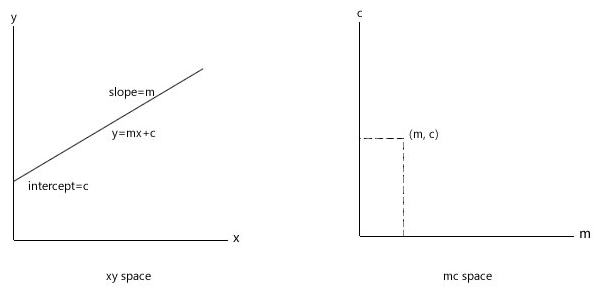 y
slope=m
y=mx+c
intercept=c
x
xy space
c
(m, c)
m
mc space